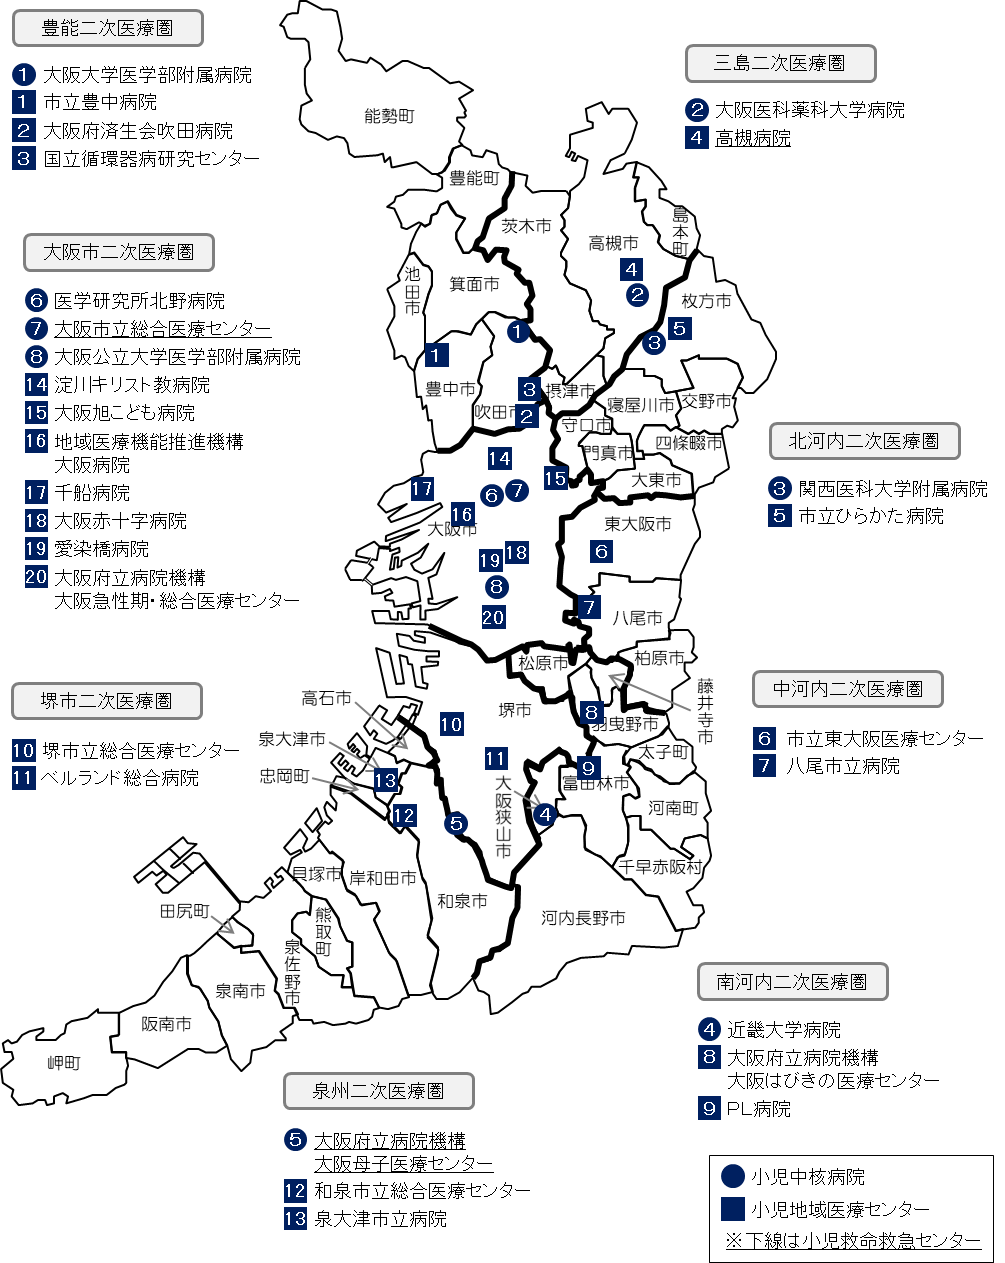 豊能二次医療圏
1 大阪大学医学部附属病院
1 市立豊中病院
2 大阪府済生会吹田病院
3 国立循環器病研究センター
三島二次医療圏
2 大阪医科薬科大学病院
4 高槻病院
大阪市二次医療圏
6 医学研究所北野病院
7 大阪市立総合医療センター
8 大阪公立大学医学部附属病院
14 淀川キリスト教病院
15 大阪旭こども病院
16 地域医療機能推進機構
大阪病院
17 千船病院
18 大阪赤十字病院
19 愛染橋病院
20 大阪府立病院機構
大阪急性期・総合医療センター
北河内二次医療圏
3 関西医科大学附属病院
5 市立ひらかた病院
堺市二次医療圏
10 堺市立総合医療センター
11 ベルランド総合病院
中河内二次医療圏
6 市立東大阪医療センター
7 八尾市立病院
南河内二次医療圏
4 近畿大学病院
8 大阪府立病院機構
大阪はびきの医療センター
9 PL病院
泉州二次医療圏
5 大阪府立病院機構
大阪母子医療センター
12 和泉市立総合医療センター
13 泉大津市立病院
小児中核病院
小児地域医療センター
※下線は小児救命救急センター
能勢町
豊能町
茨木市
島本町
高槻市
4
2
池田市
箕面市
枚方市
5
3
1
1
豊中市
3
摂津市
吹田市
2
寝屋川市
交野市
守口市
門真市
四條畷市
大東市
14
15
17
6
7
16
大阪市
東大阪市
18
19
6
8
20
7
八尾市
松原市
柏原市
藤井寺市
高石市
堺市
10
8
羽曳野市
泉大津市
太子町
11
9
富田林市
忠岡町
13
大阪狭山市
河南町
12
5
4
千早赤阪村
貝塚市
岸和田市
和泉市
河内長野市
田尻町
熊取町
泉佐野市
泉南市
阪南市
岬町